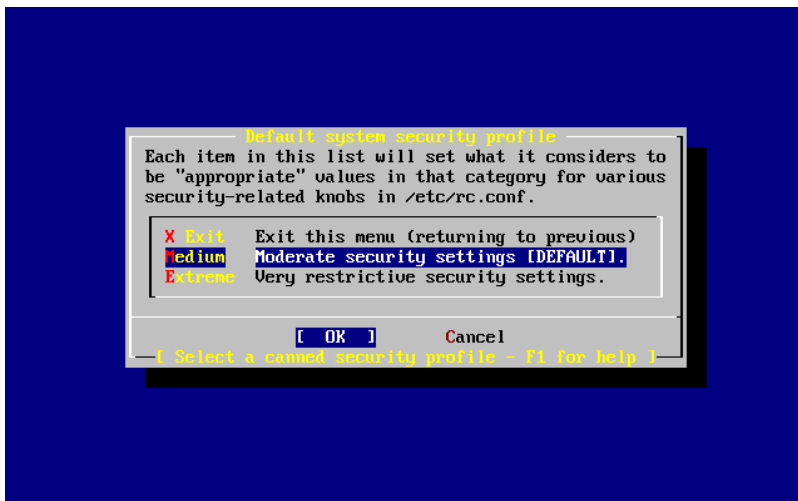 Default system security profile
Each item in this list will set what it considers to
be "appropriate" values in that category for various
security-related knobs in /etc/rc.conf.
X Exit Exit this menu (returning to previous)
Medium Moderate security settings [DEFAULT].
Extreme Very restrictive security settings.
[ OK ] Cancel
[ Select a canned security profile - F1 for help ]